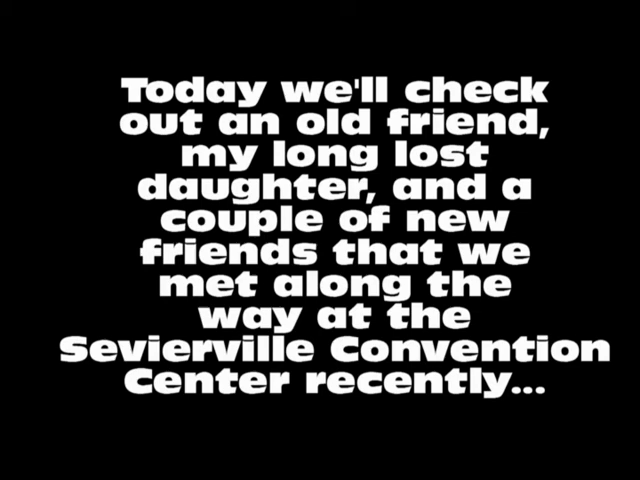 Today we'll check
out an old friend,
my long lost
daughter, and a
couple of new
friends that we
met along the
way at the
Sevierville Convention
Center recently...